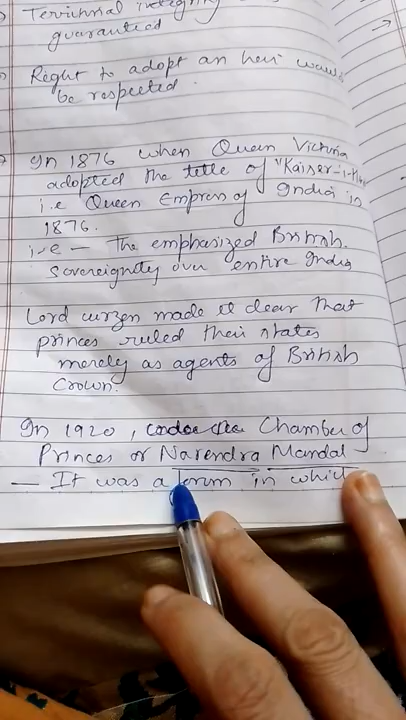 Territorial integrity
guaranteed
Right to adopt an heir would
be respected.
In 1876 when Queen Victoria
adopted the title of "Kaiser-i-Hin
i.e Queen Empress of India in
1876.
i.e — The emphasized British
sovereignty over entire India
Lord curzon made it clear that
princes ruled their states
merely as agents of British
Crown.
In 1920, Chamber of
Princes or Narendra Mandal
— It was a forum in which